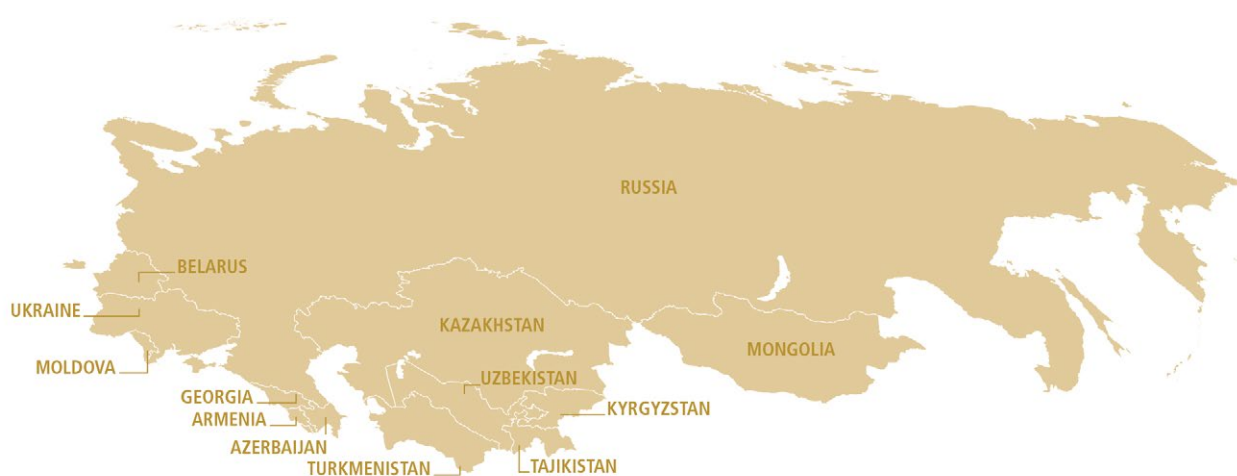 RUSSIA
BELARUS
UKRAINE
KAZAKHSTAN
MONGOLIA
MOLDOVA
UZBEKISTAN
GEORGIA
KYRGYZSTAN
ARMENIA
AZERBAIJAN
TURKMENISTAN
TAJIKISTAN